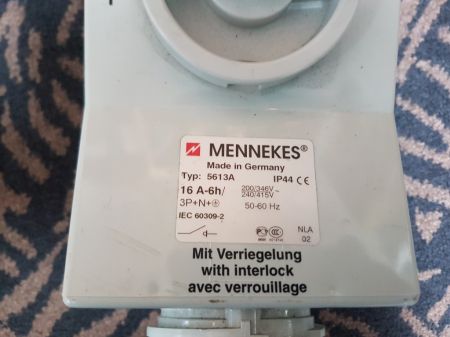 MENNEKES®
Made in Germany
Typ: 5613A IP44 CE
16 A-6h/ 200/346V~
240/415V
3P+N+⏚ 50-60 Hz
IEC 60309-2
NLA
02
Mit Verriegelung
with interlock
avec verrouillage